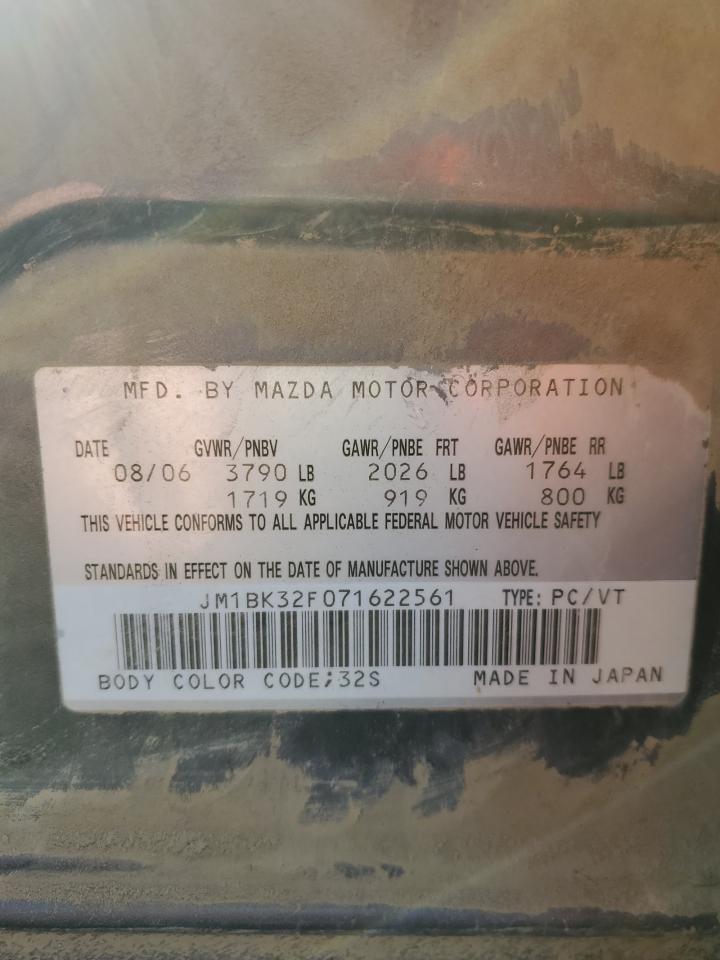 MFD. BY MAZDA MOTOR CORPORATION
DATE GVWR/PNBV GAWR/PNBE FRT GAWR/PNBE RR
08/06 3790 LB 2026 LB 1764 LB
1719 KG 919 KG 800 KG
THIS VEHICLE CONFORMS TO ALL APPLICABLE FEDERAL MOTOR VEHICLE SAFETY
STANDARDS IN EFFECT ON THE DATE OF MANUFACTURE SHOWN ABOVE.
JM1BK32F071622561 TYPE: PC/VT
BODY COLOR CODE;32S MADE IN JAPAN